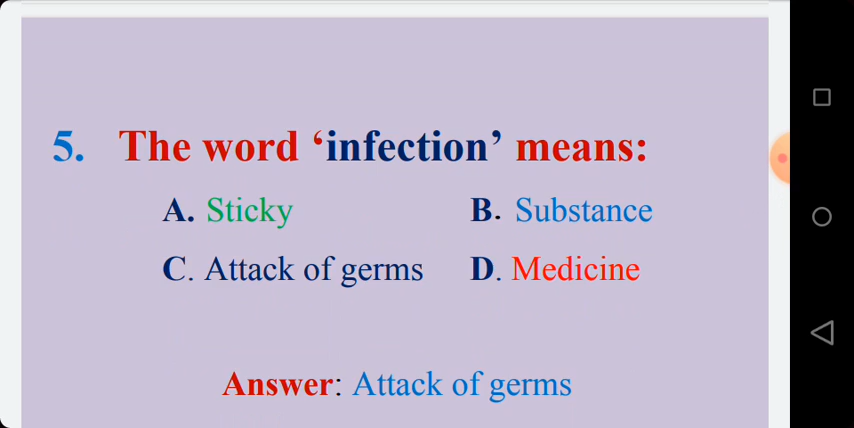 5. The word ‘infection’ means:
A. Sticky B. Substance
C. Attack of germs D. Medicine
Answer: Attack of germs